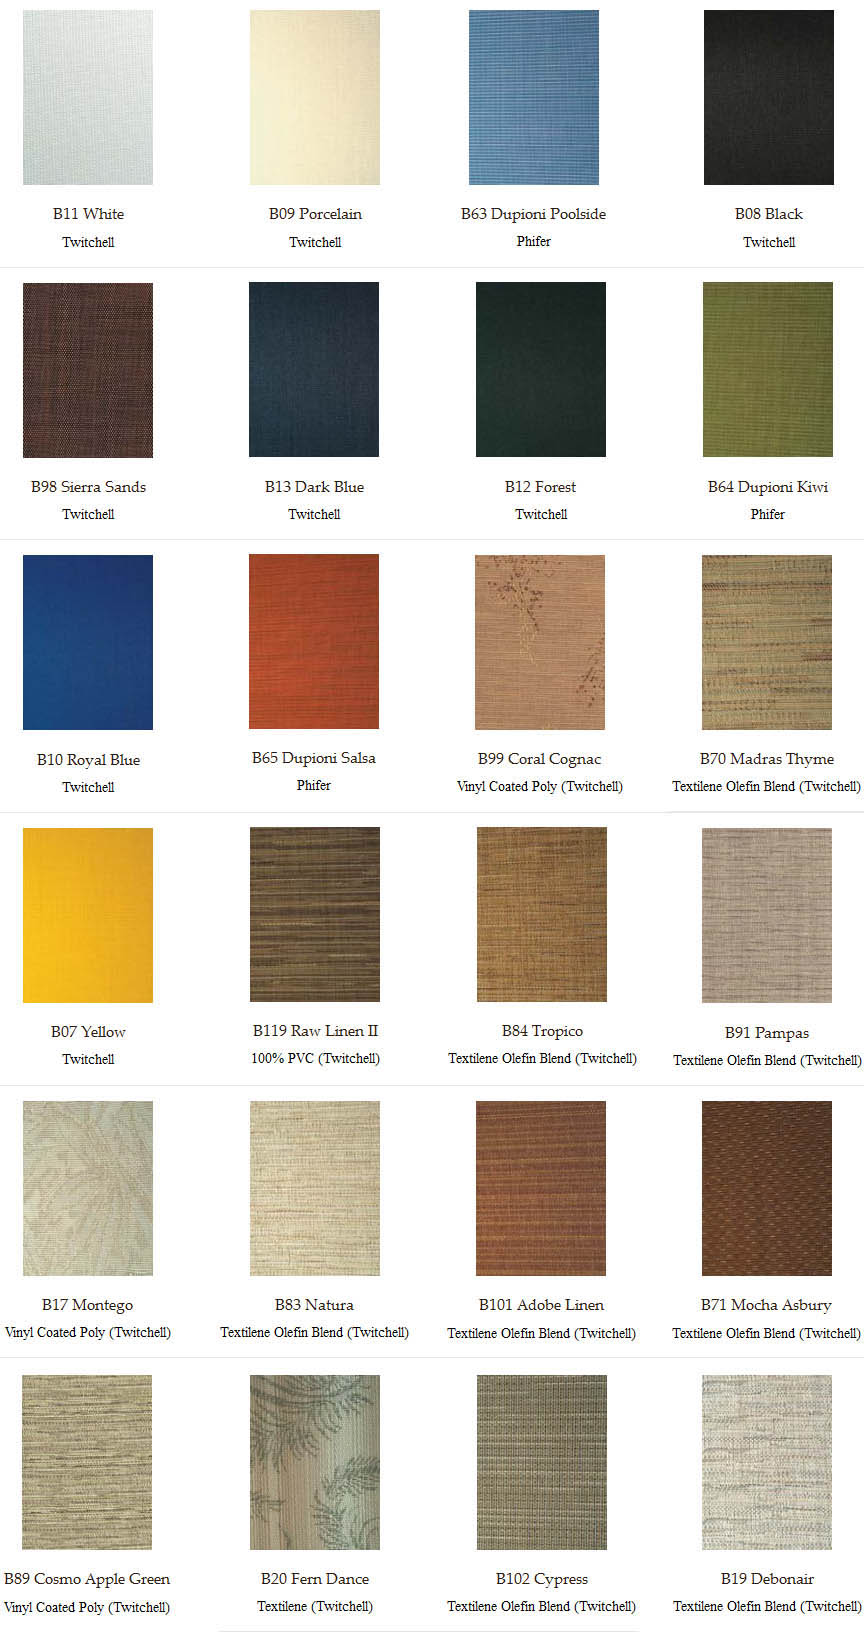 B11 White
Twitchell
B09 Porcelain
Twitchell
B63 Dupioni Poolside
Phifer
B08 Black
Twitchell
B98 Sierra Sands
Twitchell
B13 Dark Blue
Twitchell
B12 Forest
Twitchell
B64 Dupioni Kiwi
Phifer
B10 Royal Blue
Twitchell
B65 Dupioni Salsa
Phifer
B99 Coral Cognac
Vinyl Coated Poly (Twitchell)
B70 Madras Thyme
Textilene Olefin Blend (Twitchell)
B07 Yellow
Twitchell
B119 Raw Linen II
100% PVC (Twitchell)
B84 Tropico
Textilene Olefin Blend (Twitchell)
B91 Pampas
Textilene Olefin Blend (Twitchell)
B17 Montego
Vinyl Coated Poly (Twitchell)
B83 Natura
Textilene Olefin Blend (Twitchell)
B101 Adobe Linen
Textilene Olefin Blend (Twitchell)
B71 Mocha Asbury
Textilene Olefin Blend (Twitchell)
B89 Cosmo Apple Green
Vinyl Coated Poly (Twitchell)
B20 Fern Dance
Textilene (Twitchell)
B102 Cypress
Textilene Olefin Blend (Twitchell)
B19 Debonair
Textilene Olefin Blend (Twitchell)